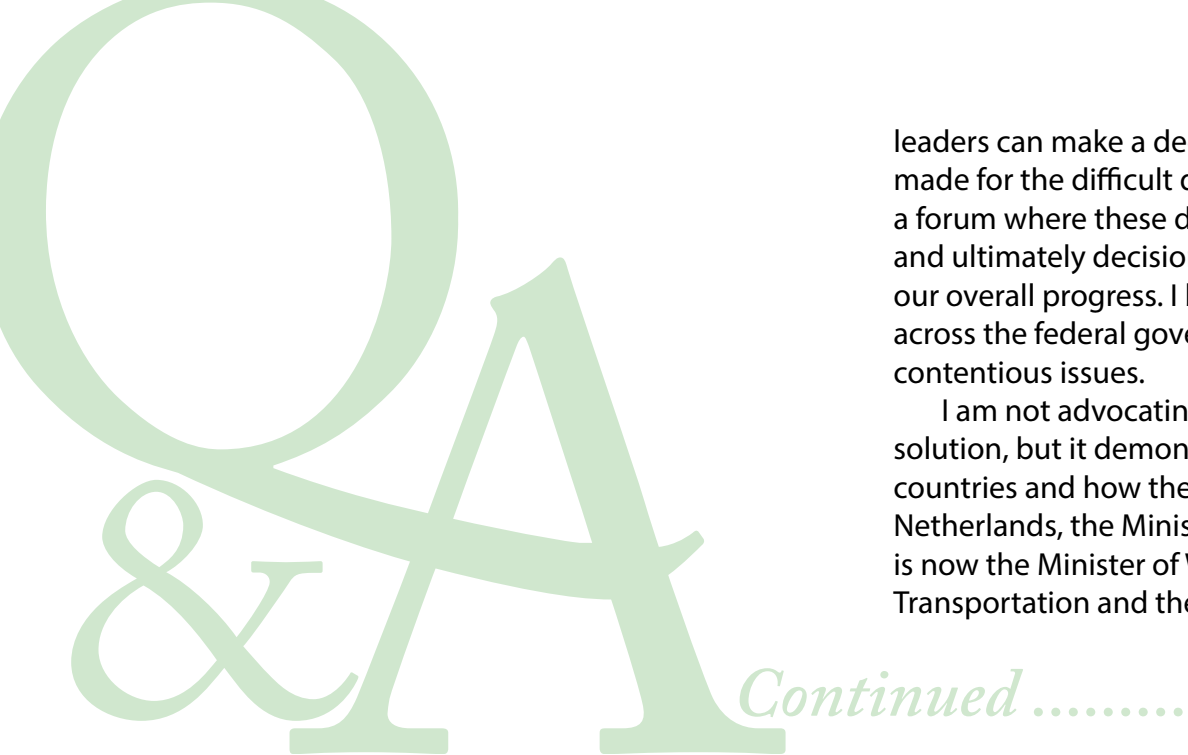 Q
&A
leaders can make a de
made for the difficult
a forum where these d
and ultimately decisio
our overall progress. I
across the federal gove
contentious issues.
I am not advocatin
solution, but it demon
countries and how the
Netherlands, the Minis
is now the Minister of
Transportation and the
Continued .........